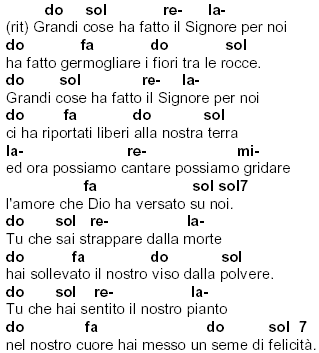 do sol re- la-
(rit) Grandi cose ha fatto il Signore per noi
do fa do sol
ha fatto germogliare i fiori tra le rocce.
do sol re- la-
Grandi cose ha fatto il Signore per noi
do fa do sol
ci ha riportati liberi alla nostra terra
la- re- mi-
ed ora possiamo cantare possiamo gridare
fa sol sol7
l'amore che Dio ha versato su noi.
do sol re- la-
Tu che sai strappare dalla morte
do fa do sol
hai sollevato il nostro viso dalla polvere.
do sol re- la-
Tu che hai sentito il nostro pianto
do fa do sol 7
nel nostro cuore hai messo un seme di felicità.